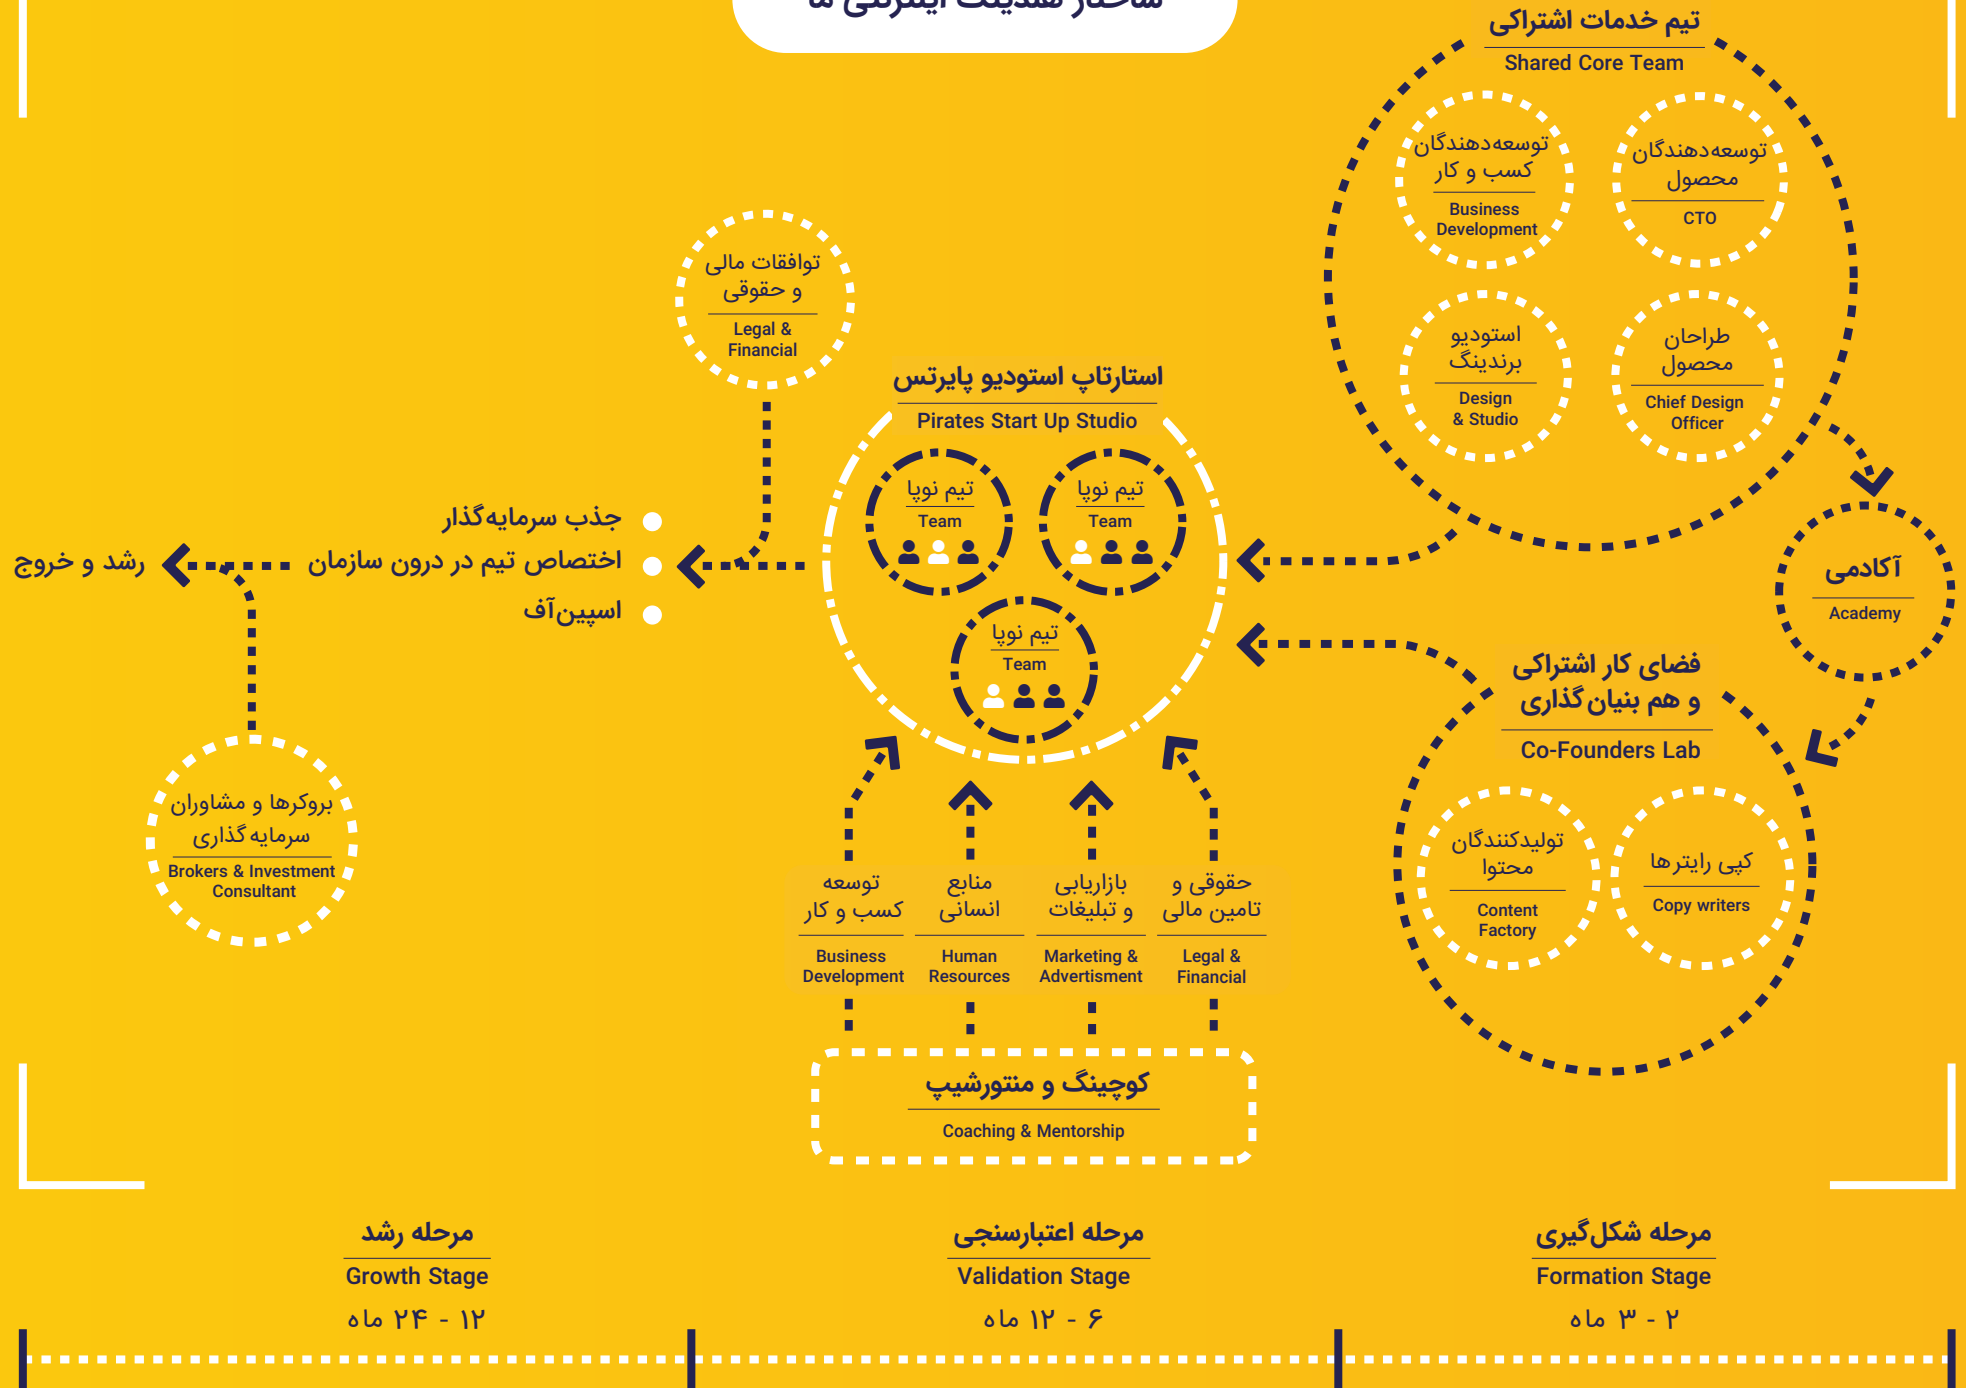 ساختار هلدینگ اینترنتی ما
تیم خدمات اشتراکی
Shared Core Team
توسعه‌دهندگان
محصول
CTO
توسعه‌دهندگان
کسب و کار
Business
Development
طراحان
محصول
Chief Design
Officer
استودیو
برندینگ
Design
& Studio
آکادمی
Academy
فضای کار اشتراکی
و هم بنیان‌گذاری
Co-Founders Lab
کپی رایترها
Copy writers
تولیدکنندگان
محتوا
Content
Factory
استارتاپ استودیو پایرتس
Pirates Start Up Studio
تیم نوپا
Team
تیم نوپا
Team
تیم نوپا
Team
حقوقی و
تامین مالی
Legal &
Financial
بازاریابی
و تبلیغات
Marketing &
Advertisment
منابع
انسانی
Human
Resources
توسعه
کسب و کار
Business
Development
کوچینگ و منتورشیپ
Coaching & Mentorship
توافقات مالی
و حقوقی
Legal &
Financial
جذب سرمایه‌گذار
اختصاص تیم در درون سازمان
اسپین‌آف
رشد و خروج
بروکرها و مشاوران
سرمایه‌گذاری
Brokers & Investment
Consultant
مرحله شکل‌گیری
Formation Stage
۲ - ۳ ماه
مرحله اعتبارسنجی
Validation Stage
۶ - ۱۲ ماه
مرحله رشد
Growth Stage
۱۲ - ۲۴ ماه